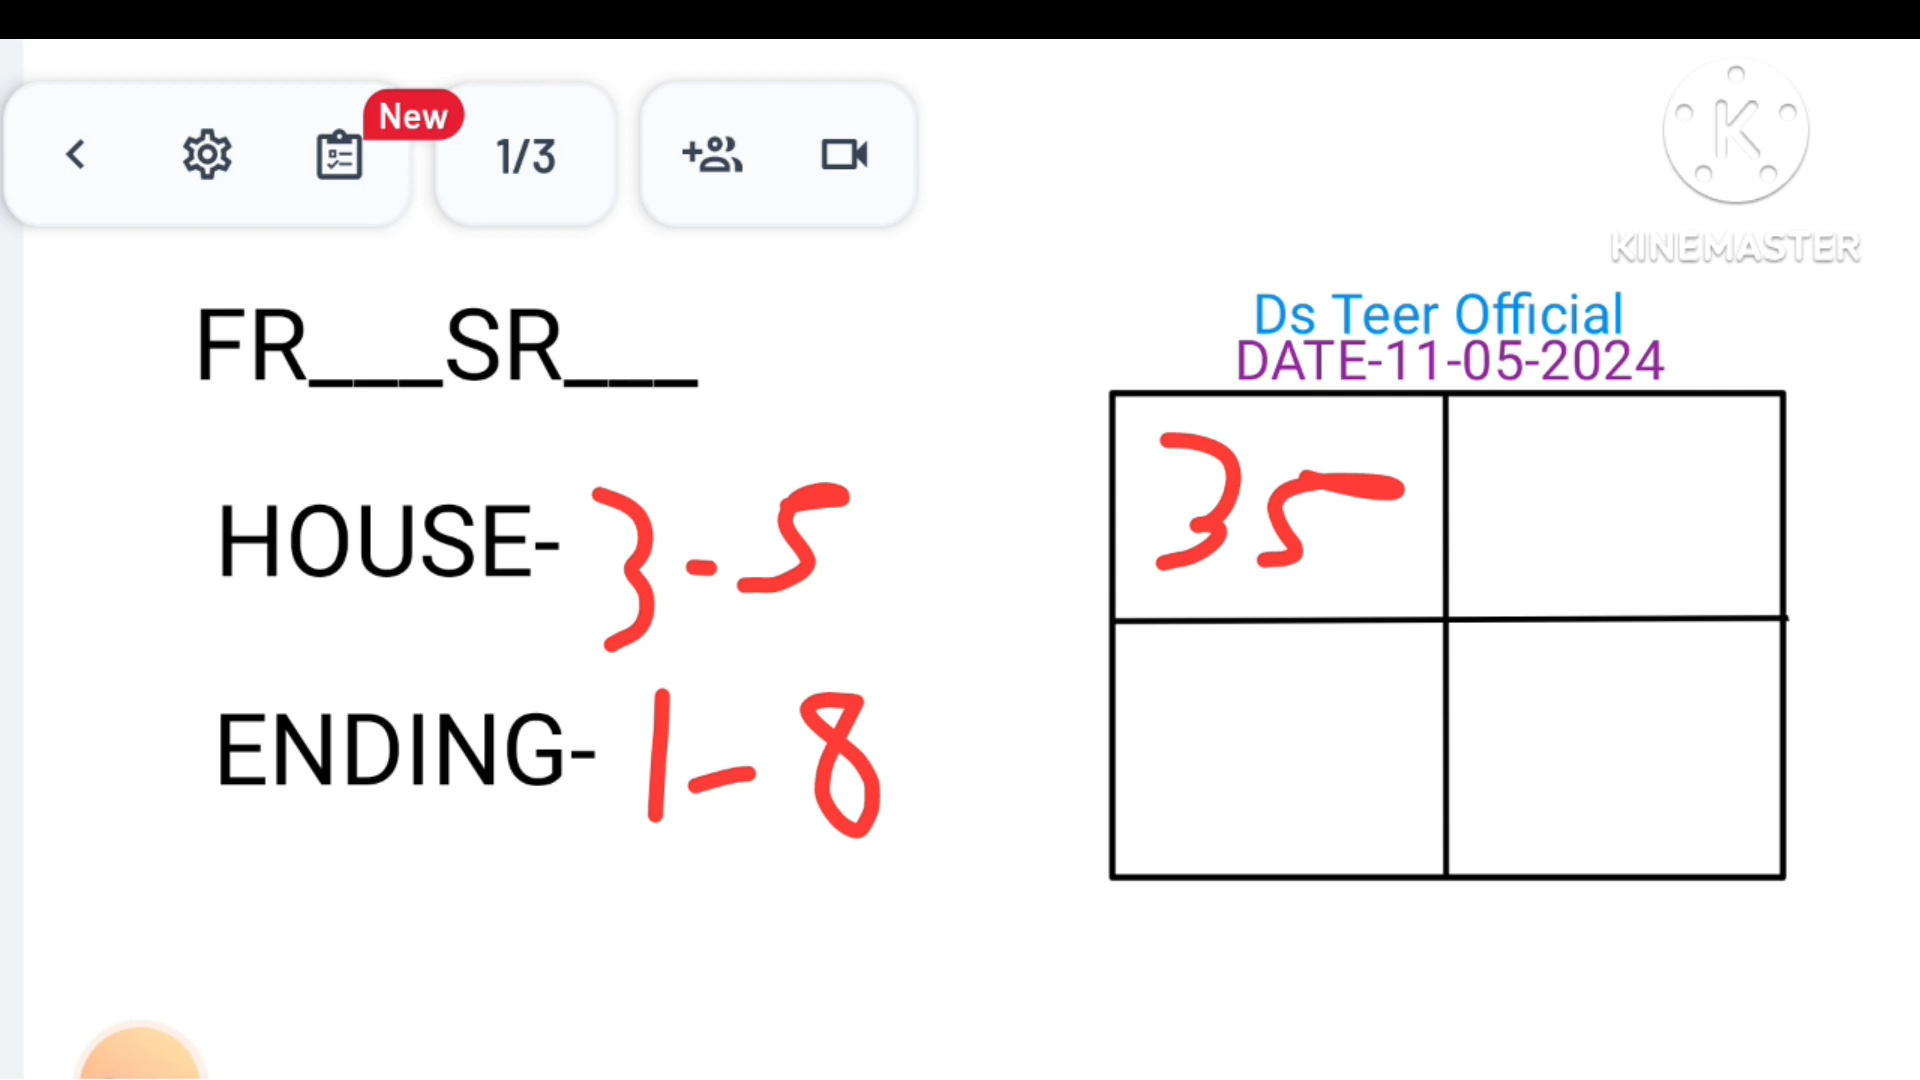 New
1/3
K
KINEMASTER
FR___SR___
Ds Teer Official
DATE-11-05-2024
HOUSE-3-5
35
ENDING-1-8